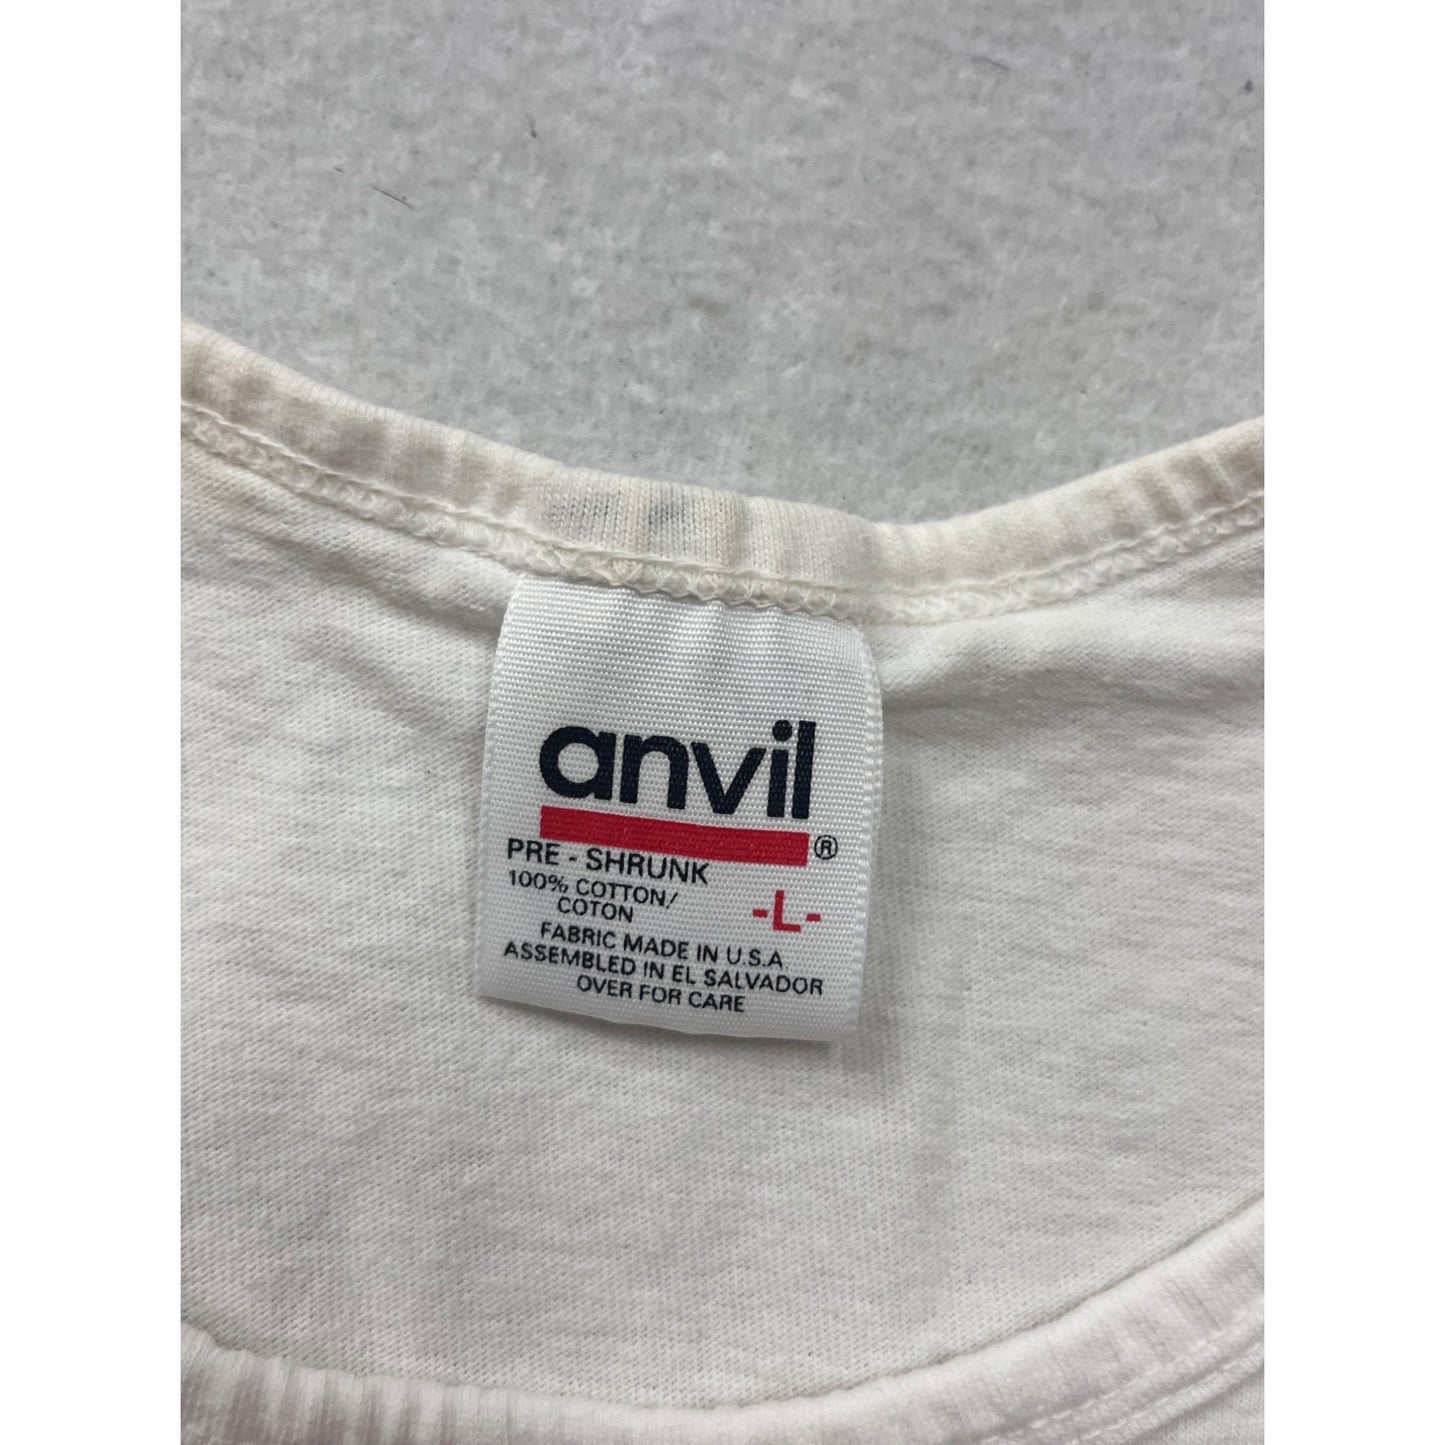 anvil
®
PRE - SHRUNK
100% COTTON/
COTON
-L-
FABRIC MADE IN U.S.A.
ASSEMBLED IN EL SALVADOR
OVER FOR CARE